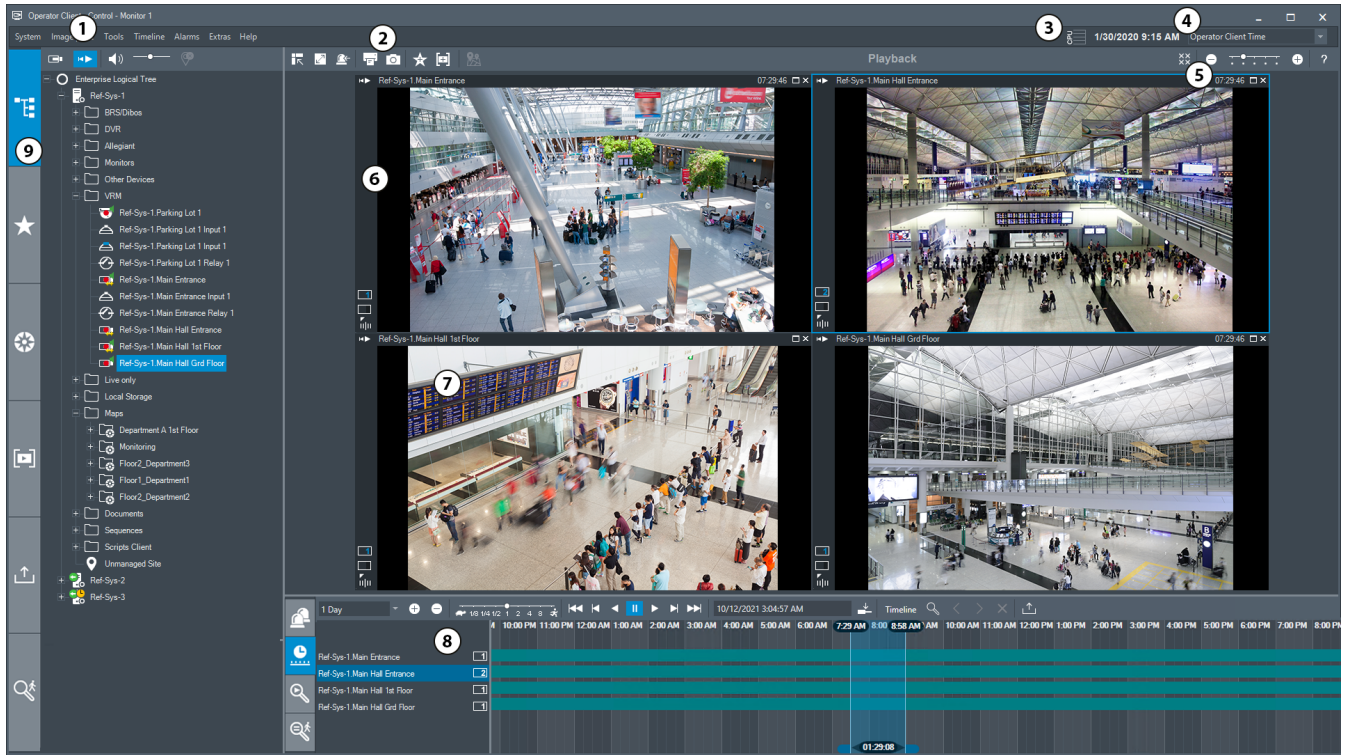 Operator Client - Control - Monitor 1
System Image Tools Timeline Alarms Extras Help
1
2
3
4
1/30/2020 9:15 AM Operator Client Time
Playback
?
5
Enterprise Logical Tree
Ref-Sys-1
BRS/Dibos
DVR
Allegiant
Monitors
Other Devices
VRM
Ref-Sys-1.Parking Lot 1
Ref-Sys-1.Parking Lot 1 Input 1
Ref-Sys-1.Parking Lot 1 Input 1
Ref-Sys-1.Parking Lot 1 Relay 1
Ref-Sys-1.Main Entrance
Ref-Sys-1.Main Entrance Input 1
Ref-Sys-1.Main Entrance Relay 1
Ref-Sys-1.Main Hall Entrance
Ref-Sys-1.Main Hall 1st Floor
Ref-Sys-1.Main Hall Grd Floor
Live only
Local Storage
Maps
Department A 1st Floor
Monitoring
Floor2_Department3
Floor1_Department1
Floor2_Department2
Documents
Sequences
Scripts Client
Unmanaged Site
Ref-Sys-2
Ref-Sys-3
9
Ref-Sys-1.Main Entrance 07:29:46
6
1
Ref-Sys-1.Main Hall Entrance 07:29:46
2
Ref-Sys-1.Main Hall 1st Floor
7
1
Ref-Sys-1.Main Hall Grd Floor 07:29:46
B
1
1 Day
1/8 1/4 1/2 1 2 4 8
10/12/2021 3:04:57 AM
Timeline
8
10:00 PM 11:00 PM 12:00 AM 1:00 AM 2:00 AM 3:00 AM 4:00 AM 5:00 AM 6:00 AM 7:29 AM 8:00 8:58 AM AM 10:00 AM 11:00 AM 12:00 PM 1:00 PM 2:00 PM 3:00 PM 4:00 PM 5:00 PM 6:00 PM 7:00 PM 8:00 PM
Ref-Sys-1.Main Entrance 1
Ref-Sys-1.Main Hall Entrance 2
Ref-Sys-1.Main Hall 1st Floor 1
Ref-Sys-1.Main Hall Grd Floor 1
01:29:08